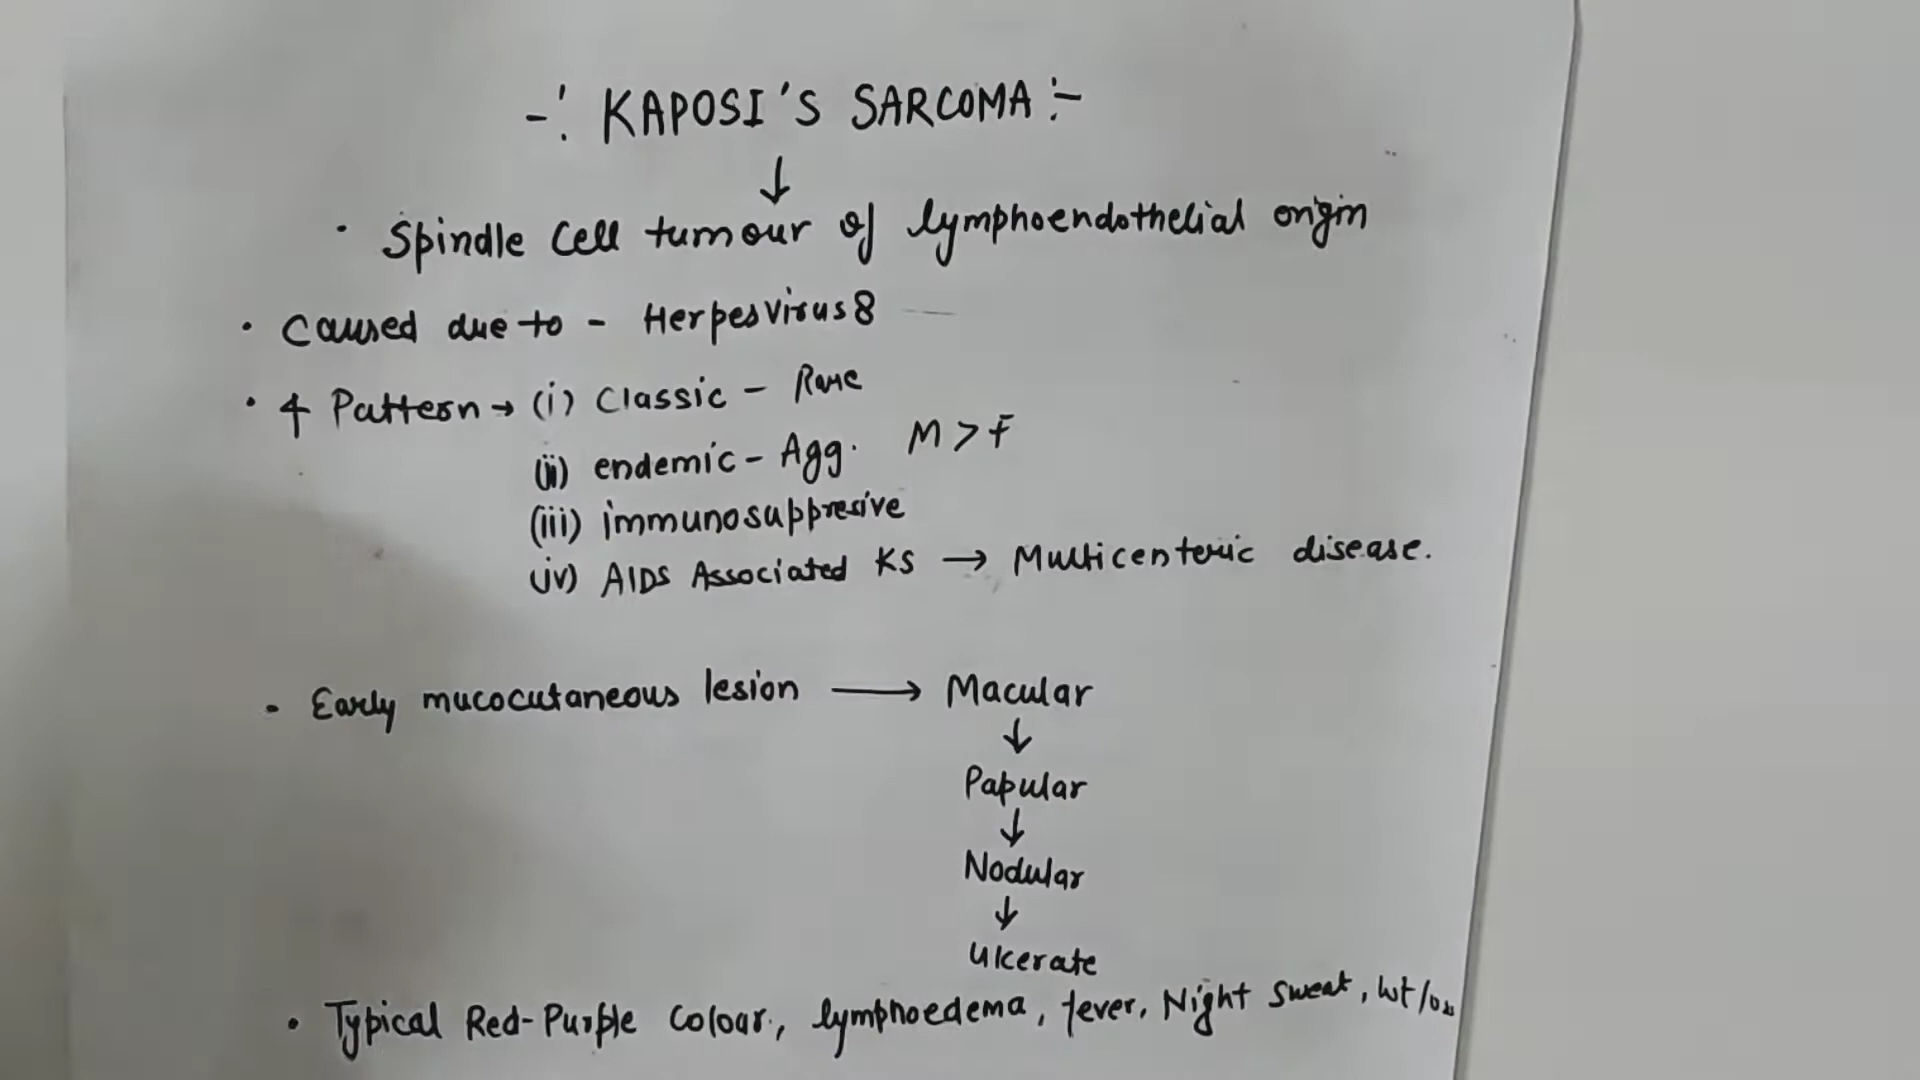 -: KAPOSI'S SARCOMA :-
↓
• Spindle Cell tumour of lymphoendothelial origin
• Caused due to - Herpesvirus 8
• 4 Pattern → (i) Classic - Rare
(ii) endemic - Agg. M > F
(iii) immunosuppresive
(iv) AIDS Associated KS → Multicenteric disease.
• Early mucocutaneous lesion → Macular
↓
Papular
↓
Nodular
↓
Ulcerate
• Typical Red-Purple Colour, lymphoedema, fever, Night Sweat, wt loss